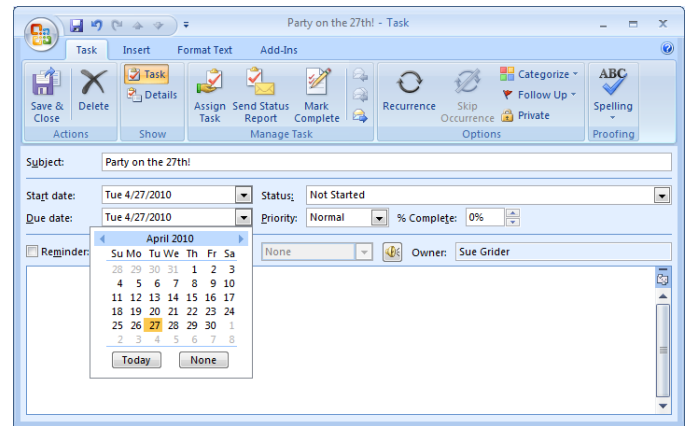 Party on the 27th! - Task
Task Insert Format Text Add-Ins
Save & Close
Delete
Actions
Task
Details
Show
Assign Task
Send Status Report
Mark Complete
Manage Task
Recurrence
Skip Occurrence
Categorize
Follow Up
Private
Options
ABC
Spelling
Proofing
Subject: Party on the 27th!
Start date: Tue 4/27/2010 Status: Not Started
Due date: Tue 4/27/2010 Priority: Normal % Complete: 0%
Reminder: None Owner: Sue Grider
April 2010
Su Mo Tu We Th Fr Sa
28 29 30 31 1 2 3
4 5 6 7 8 9 10
11 12 13 14 15 16 17
18 19 20 21 22 23 24
25 26 27 28 29 30 1
2 3 4 5 6 7 8
Today None